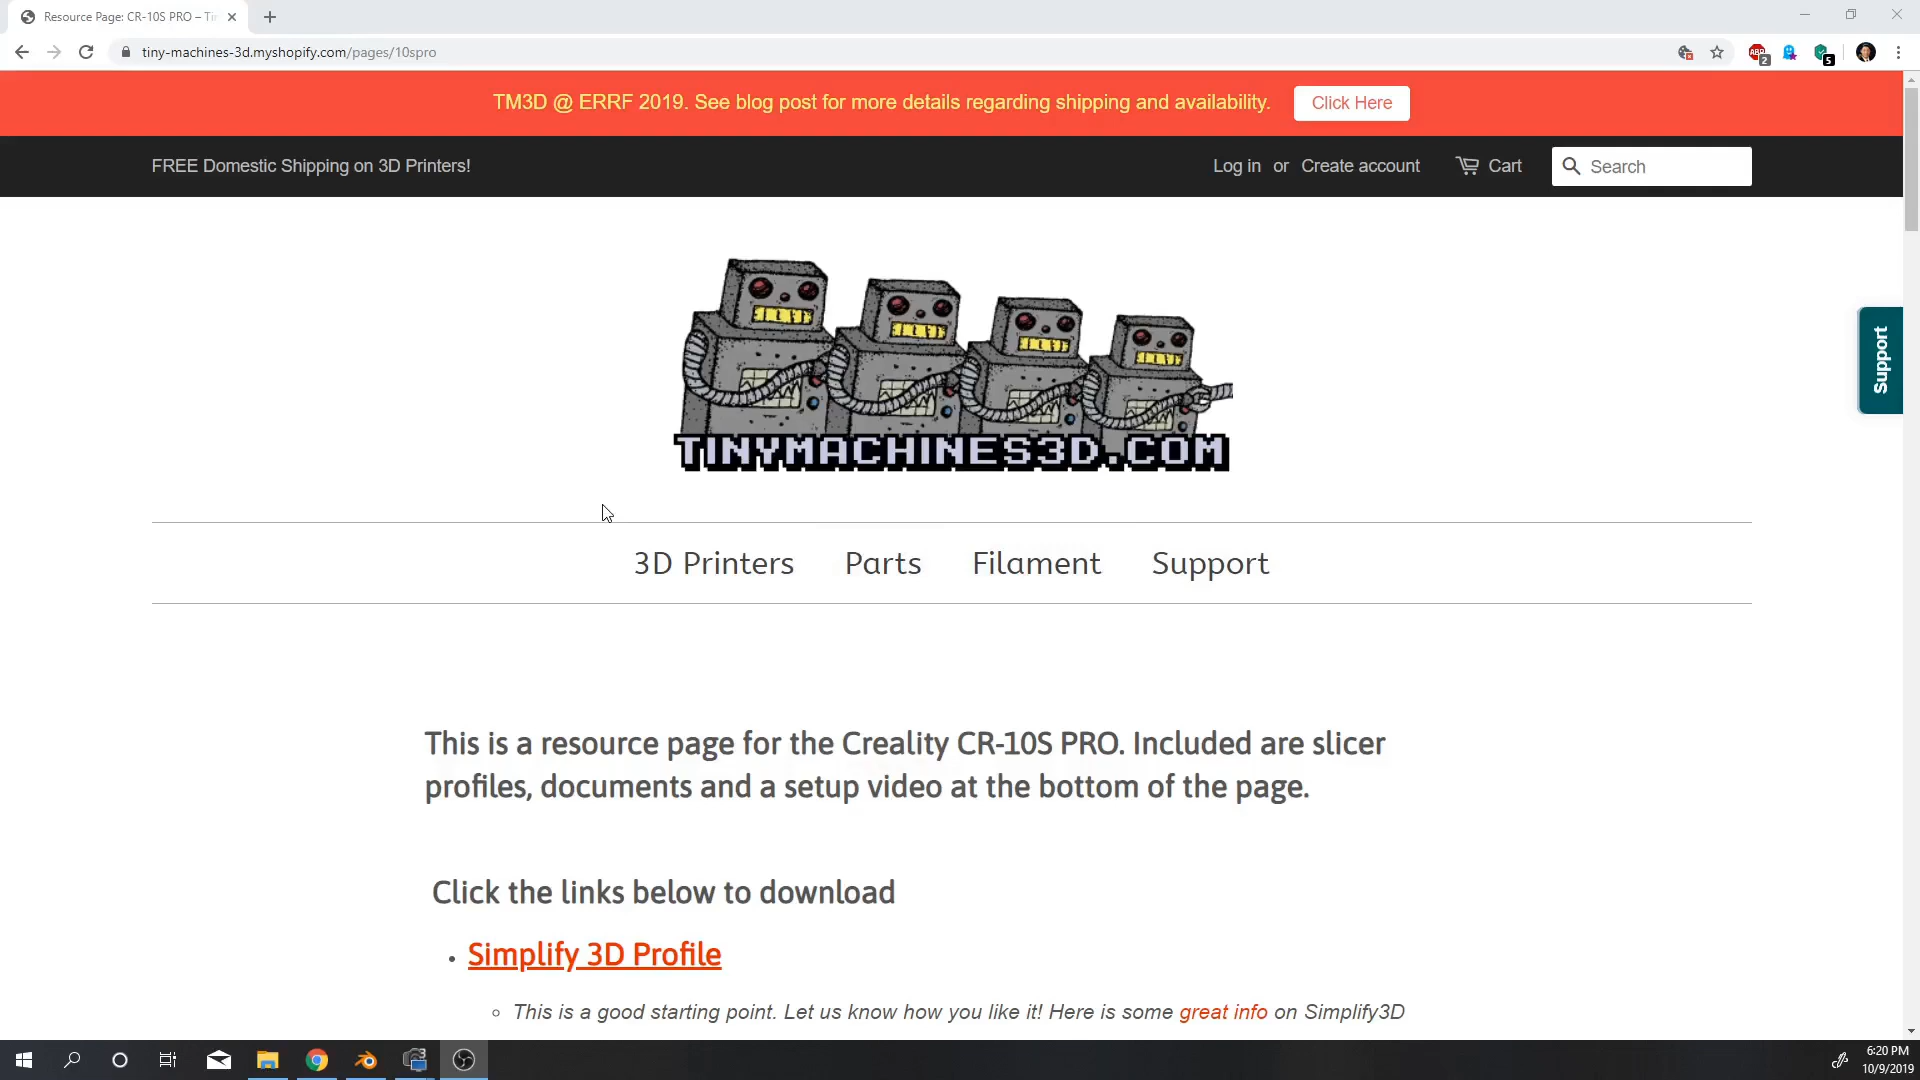 Resource Page: CR-10S PRO – Ti
tiny-machines-3d.myshopify.com/pages/10spro
2
5
TM3D @ ERRF 2019. See blog post for more details regarding shipping and availability.
Click Here
FREE Domestic Shipping on 3D Printers!
Log in or Create account
Cart
Search
Support
TINYMACHINES3D.COM
3D Printers
Parts
Filament
Support
This is a resource page for the Creality CR-10S PRO. Included are slicer
profiles, documents and a setup video at the bottom of the page.
Click the links below to download
• Simplify 3D Profile
◦ This is a good starting point. Let us know how you like it! Here is some great info on Simplify3D
6:20 PM
10/9/2019